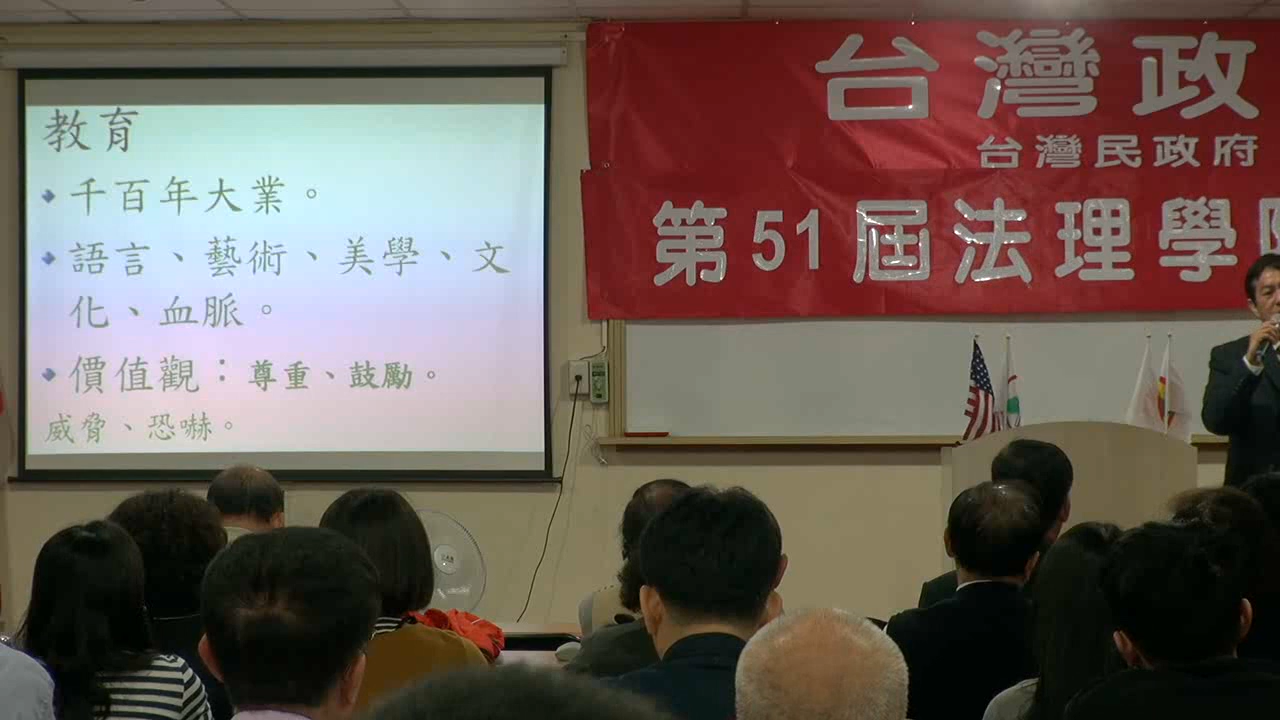 教育
千百年大業。
語言、藝術、美學、文
化、血脈。
價值觀：尊重、鼓勵。
威脅、恐嚇。
台灣政
台灣民政府
第51屆法理學